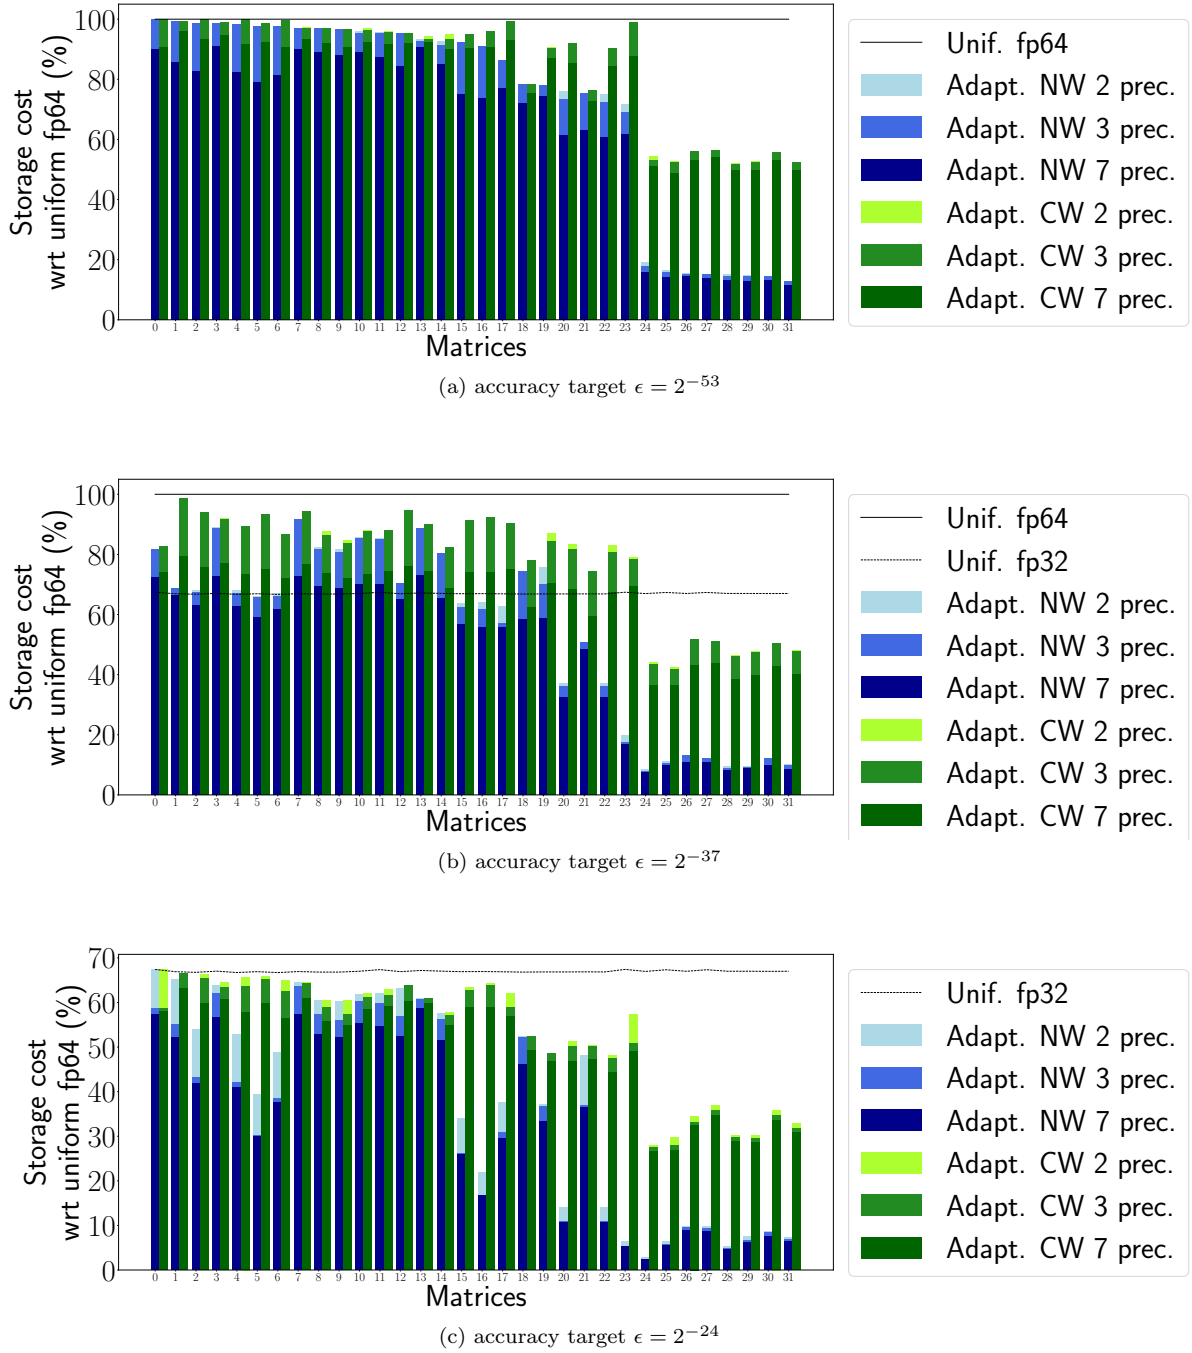 Storage cost
wrt uniform fp64 (%)
100
80
60
40
20
0
0 1 2 3 4 5 6 7 8 9 10 11 12 13 14 15 16 17 18 19 20 21 22 23 24 25 26 27 28 29 30 31
Matrices
Unif. fp64
Adapt. NW 2 prec.
Adapt. NW 3 prec.
Adapt. NW 7 prec.
Adapt. CW 2 prec.
Adapt. CW 3 prec.
Adapt. CW 7 prec.
(a) accuracy target ϵ = 2^{−53}
Storage cost
wrt uniform fp64 (%)
100
80
60
40
20
0
0 1 2 3 4 5 6 7 8 9 10 11 12 13 14 15 16 17 18 19 20 21 22 23 24 25 26 27 28 29 30 31
Matrices
Unif. fp64
Unif. fp32
Adapt. NW 2 prec.
Adapt. NW 3 prec.
Adapt. NW 7 prec.
Adapt. CW 2 prec.
Adapt. CW 3 prec.
Adapt. CW 7 prec.
(b) accuracy target ϵ = 2^{−37}
Storage cost
wrt uniform fp64 (%)
70
60
50
40
30
20
10
0
0 1 2 3 4 5 6 7 8 9 10 11 12 13 14 15 16 17 18 19 20 21 22 23 24 25 26 27 28 29 30 31
Matrices
Unif. fp32
Adapt. NW 2 prec.
Adapt. NW 3 prec.
Adapt. NW 7 prec.
Adapt. CW 2 prec.
Adapt. CW 3 prec.
Adapt. CW 7 prec.
(c) accuracy target ϵ = 2^{−24}